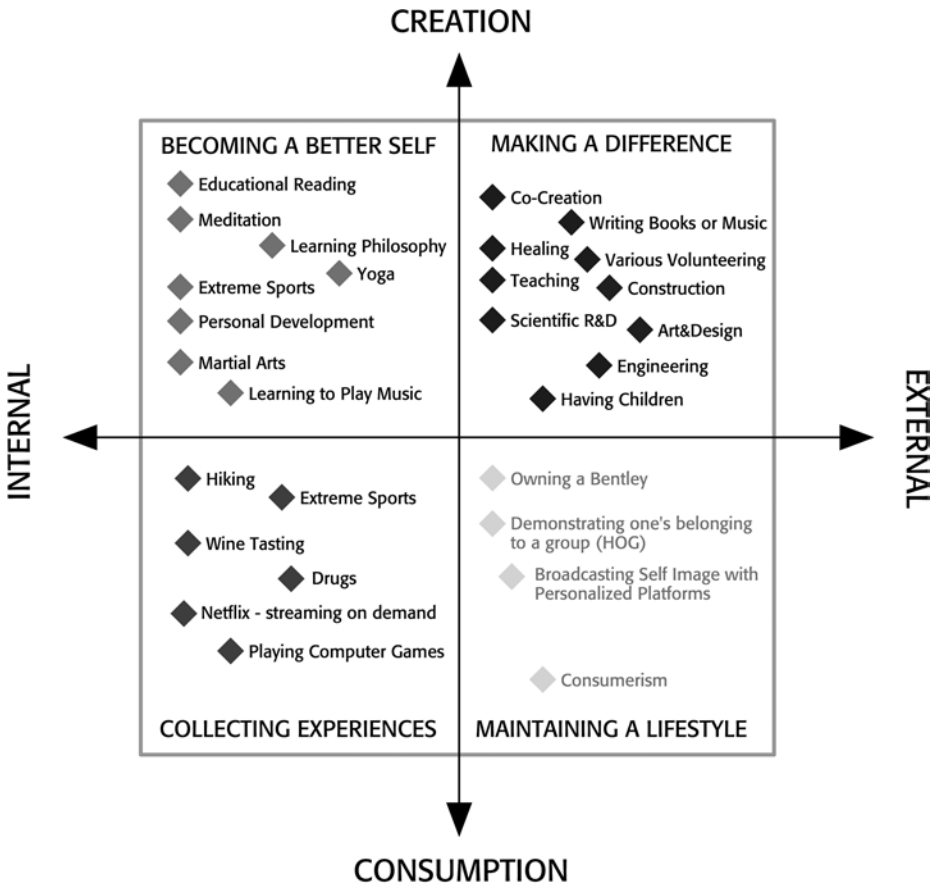 CREATION
BECOMING A BETTER SELF
Educational Reading
Meditation
Learning Philosophy
Yoga
Extreme Sports
Personal Development
Martial Arts
Learning to Play Music
MAKING A DIFFERENCE
Co-Creation
Writing Books or Music
Healing
Various Volunteering
Teaching
Construction
Scientific R&D
Art&Design
Engineering
Having Children
INTERNAL
EXTERNAL
Hiking
Extreme Sports
Wine Tasting
Drugs
Netflix - streaming on demand
Playing Computer Games
COLLECTING EXPERIENCES
Owning a Bentley
Demonstrating one's belonging
to a group (HOG)
Broadcasting Self Image with
Personalized Platforms
Consumerism
MAINTAINING A LIFESTYLE
CONSUMPTION